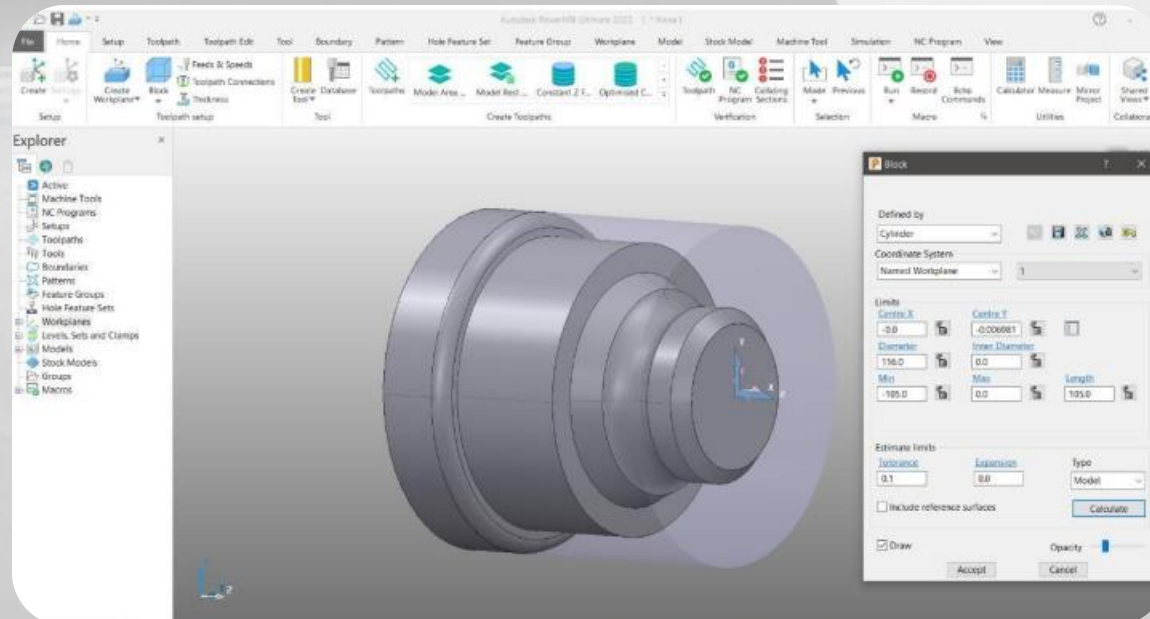 Autodesk PowerMill Ultimate 2022 [ * None ]
File Home Setup Toolpath Toolpath Edit Tool Boundary Pattern Hole Feature Set Feature Group Workplane Model Stock Model Machine Tool Simulation NC Program View
Create Settings
Create Workplane
Block
Feeds & Speeds
Toolpath Connections
Thickness
Create Tool
Database
Toolpaths
Model Area ...
Model Rest ...
Constant Z F...
Optimised C...
Toolpath
NC Program
Colliding Sections
Mode
Previous
Run
Record
Echo Commands
Calculator
Measure
Mirror Project
Shared Views
Setup Toolpath setup Tool Create Toolpaths Verification Selection Macro Utilities Collabora
Explorer
Active
Machine Tools
NC Programs
Setups
Toolpaths
Tools
Boundaries
Patterns
Feature Groups
Hole Feature Sets
Workplanes
Levels, Sets and Clamps
Models
Stock Models
Groups
Macros
Y
X
Z
Z
Block ? ×
Defined by
Cylinder
Coordinate System
Named Workplane 1
Limits
Centre X Centre Y
-0.0 -0.006981
Diameter Inner Diameter
116.0 0.0
Min Max Length
-105.0 0.0 105.0
Estimate limits
Tolerance Expansion Type
0.1 0.0 Model
Include reference surfaces Calculate
Draw Opacity
Accept Cancel